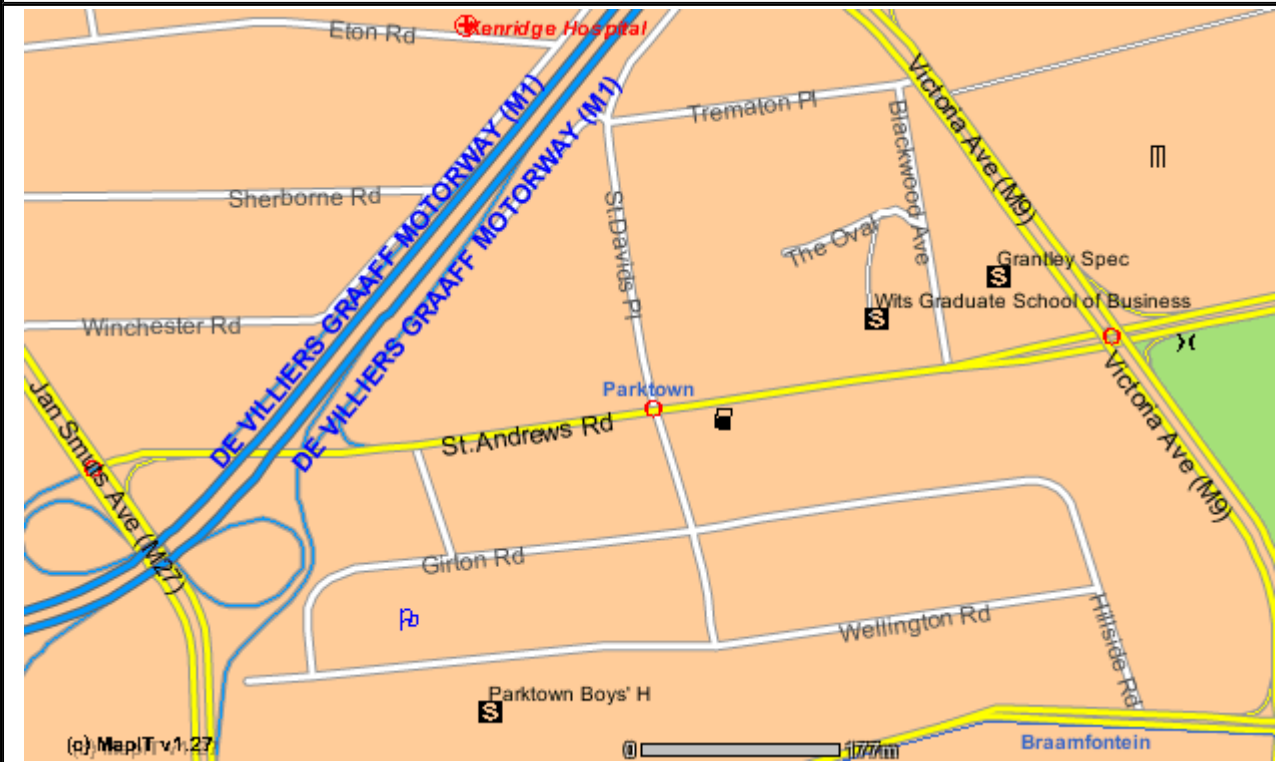 Eton Rd
Kenridge Hospital
Victoria Ave (M9)
Trematon Pl
Blackwood Ave
DE VILLIERS GRAAFF MOTORWAY (M1)
DE VILLIERS GRAAFF MOTORWAY (M1)
Sherborne Rd
St.Davids Pl
The Oval
Grantley Spec
Wits Graduate School of Business
Winchester Rd
Parktown
Jan Smuts Ave (M27)
St.Andrews Rd
Victoria Ave (M9)
Girton Rd
Wellington Rd
Hillside Rd
Parktown Boys' H
(c) MapIT v1.27
0
177m
Braamfontein